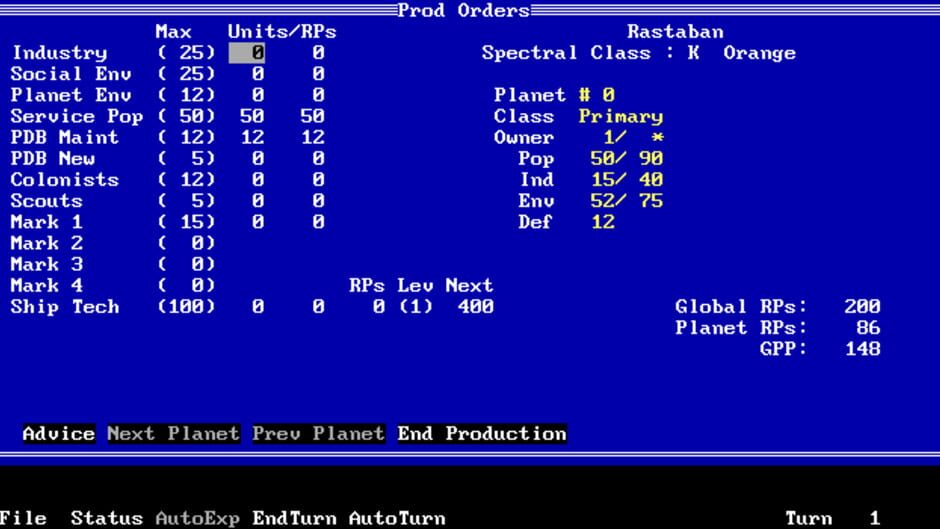 Prod Orders
Max Units/RPs Rastaban
Industry ( 25) 0 0 Spectral Class : K Orange
Social Env ( 25) 0 0
Planet Env ( 12) 0 0 Planet # 0
Service Pop ( 50) 50 50 Class Primary
PDB Maint ( 12) 12 12 Owner 1/ *
PDB New ( 5) 0 0 Pop 50/ 90
Colonists ( 12) 0 0 Ind 15/ 40
Scouts ( 5) 0 0 Env 52/ 75
Mark 1 ( 15) 0 0 Def 12
Mark 2 ( 0)
Mark 3 ( 0)
Mark 4 ( 0) RPs Lev Next
Ship Tech (100) 0 0 0 (1) 400 Global RPs: 200
Planet RPs: 86
GPP: 148
Advice Next Planet Prev Planet End Production
File Status AutoExp EndTurn AutoTurn Turn 1